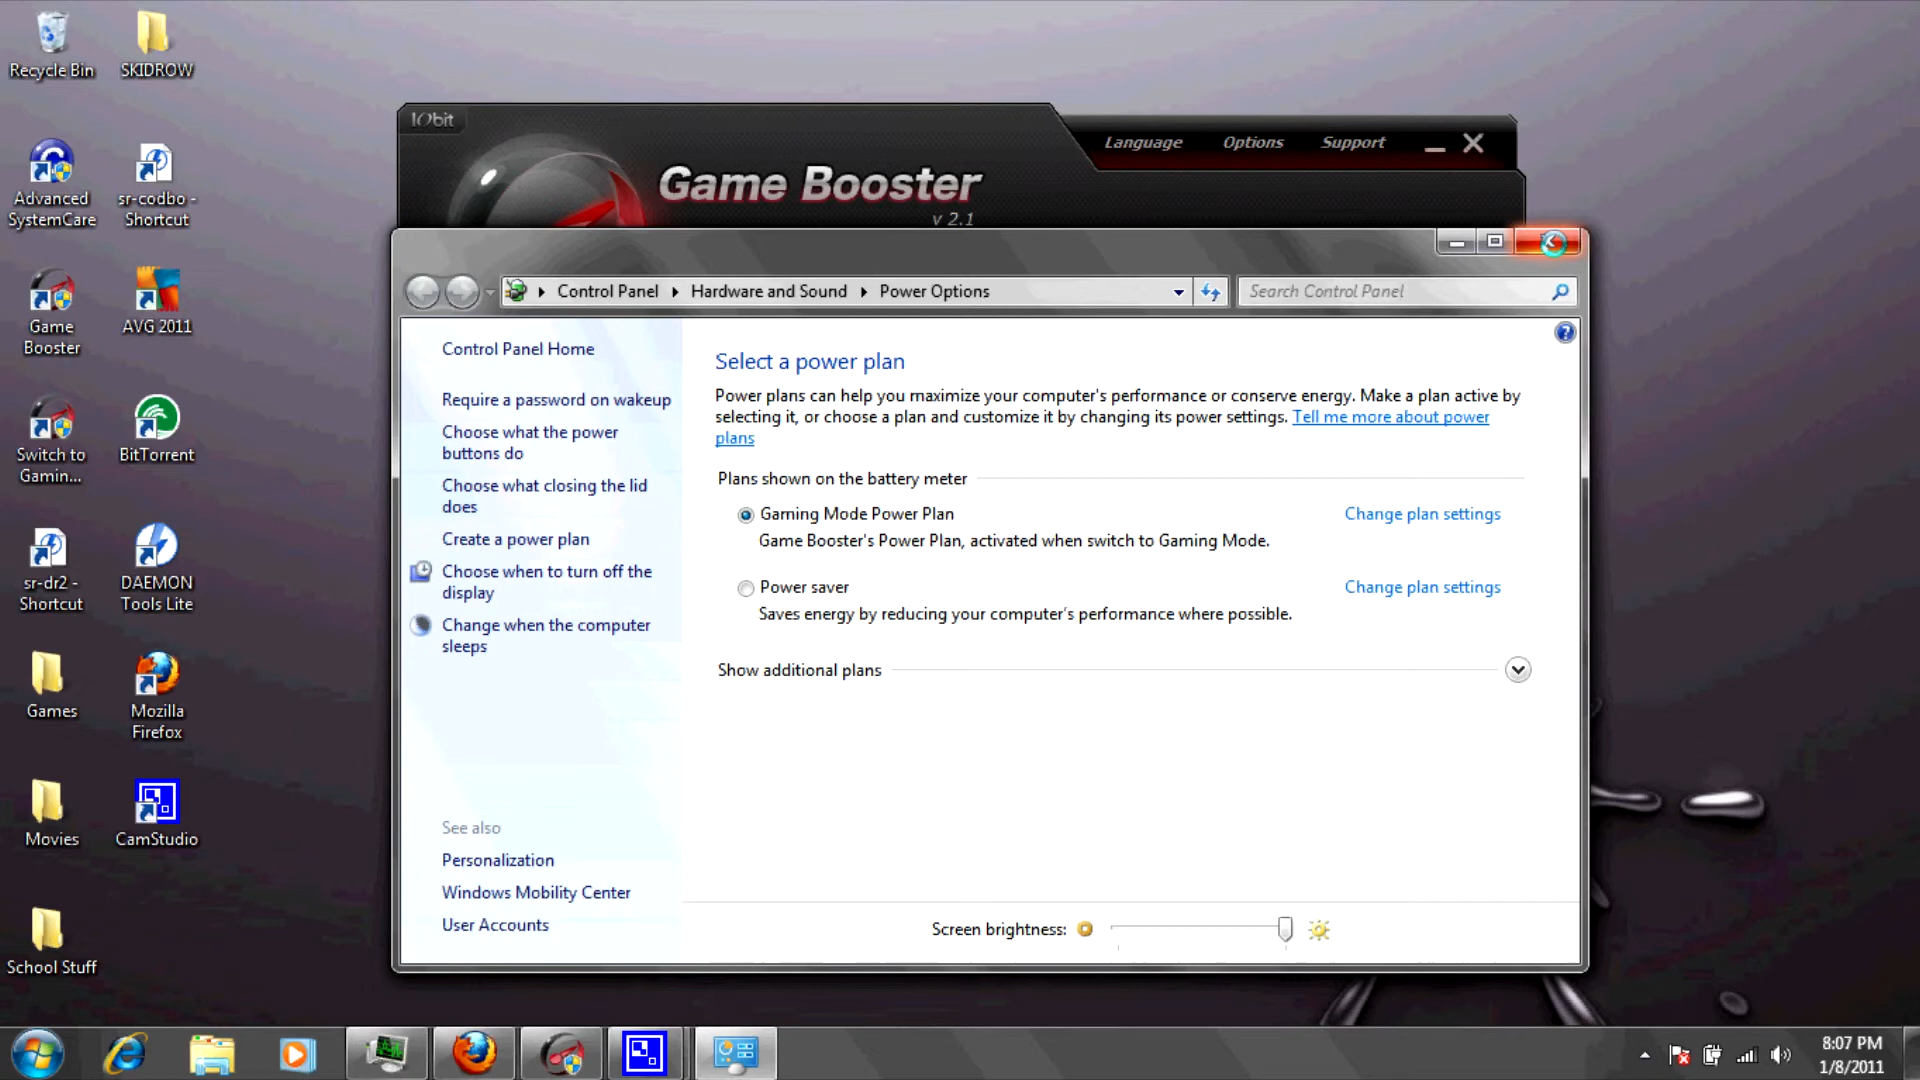 Recycle Bin
SKIDROW
Advanced
SystemCare
sr-codbo -
Shortcut
Game
Booster
AVG 2011
Switch to
Gamin...
BitTorrent
sr-dr2 -
Shortcut
DAEMON
Tools Lite
Games
Mozilla
Firefox
Movies
CamStudio
School Stuff
IObit
Language
Options
Support
Game Booster
v 2.1
Control Panel
Hardware and Sound
Power Options
Search Control Panel
Control Panel Home
Require a password on wakeup
Choose what the power
buttons do
Choose what closing the lid
does
Create a power plan
Choose when to turn off the
display
Change when the computer
sleeps
See also
Personalization
Windows Mobility Center
User Accounts
Select a power plan
Power plans can help you maximize your computer's performance or conserve energy. Make a plan active by
selecting it, or choose a plan and customize it by changing its power settings. Tell me more about power
plans
Plans shown on the battery meter
Gaming Mode Power Plan
Change plan settings
Game Booster's Power Plan, activated when switch to Gaming Mode.
Power saver
Change plan settings
Saves energy by reducing your computer's performance where possible.
Show additional plans
Screen brightness:
8:07 PM
1/8/2011